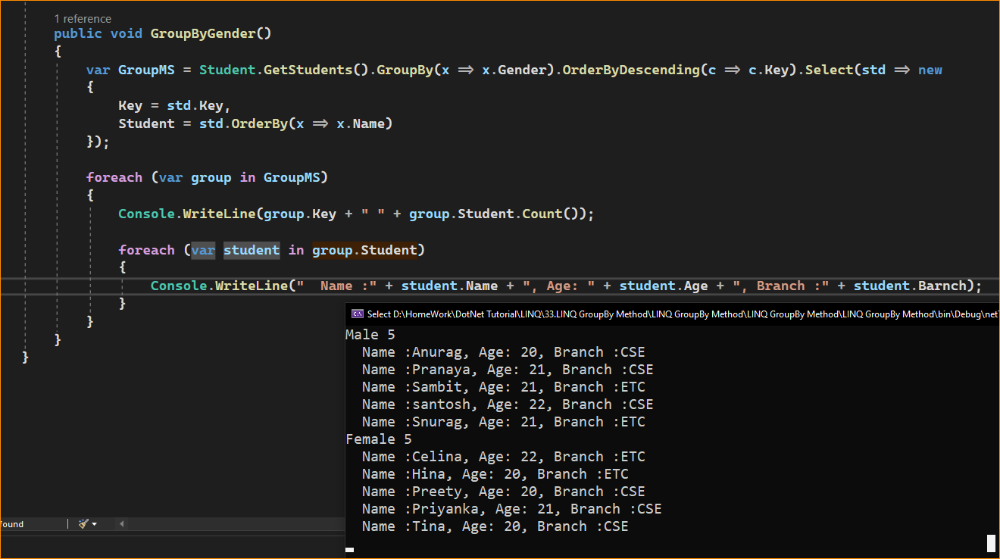 1 reference
public void GroupByGender()
{
var GroupMS = Student.GetStudents().GroupBy(x => x.Gender).OrderByDescending(c => c.Key).Select(std => new
{
Key = std.Key,
Student = std.OrderBy(x => x.Name)
});
foreach (var group in GroupMS)
{
Console.WriteLine(group.Key + " " + group.Student.Count());
foreach (var student in group.Student)
{
Console.WriteLine("  Name :" + student.Name + ", Age: " + student.Age + ", Branch :" + student.Barnch);
}
}
}
}
Select D:\HomeWork\DotNet Tutorial\LINQ\33.LINQ GroupBy Method\LINQ GroupBy Method\LINQ GroupBy Method\LINQ GroupBy Method\bin\Debug\net
Male 5
Name :Anurag, Age: 20, Branch :CSE
Name :Pranaya, Age: 21, Branch :CSE
Name :Sambit, Age: 21, Branch :ETC
Name :santosh, Age: 22, Branch :CSE
Name :Snurag, Age: 21, Branch :ETC
Female 5
Name :Celina, Age: 22, Branch :ETC
Name :Hina, Age: 20, Branch :ETC
Name :Preety, Age: 20, Branch :CSE
Name :Priyanka, Age: 21, Branch :CSE
Name :Tina, Age: 20, Branch :CSE
ound